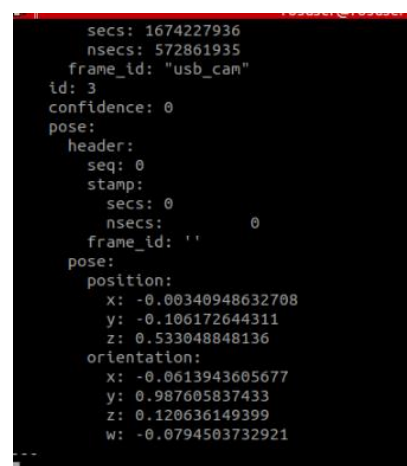 secs: 1674227936
nsecs: 572861935
frame_id: "usb_cam"
id: 3
confidence: 0
pose:
header:
seq: 0
stamp:
secs: 0
nsecs: 0
frame_id: ''
pose:
position:
x: -0.00340948632708
y: -0.106172644311
z: 0.533048848136
orientation:
x: -0.0613943605677
y: 0.987605837433
z: 0.120636149399
w: -0.0794503732921
---